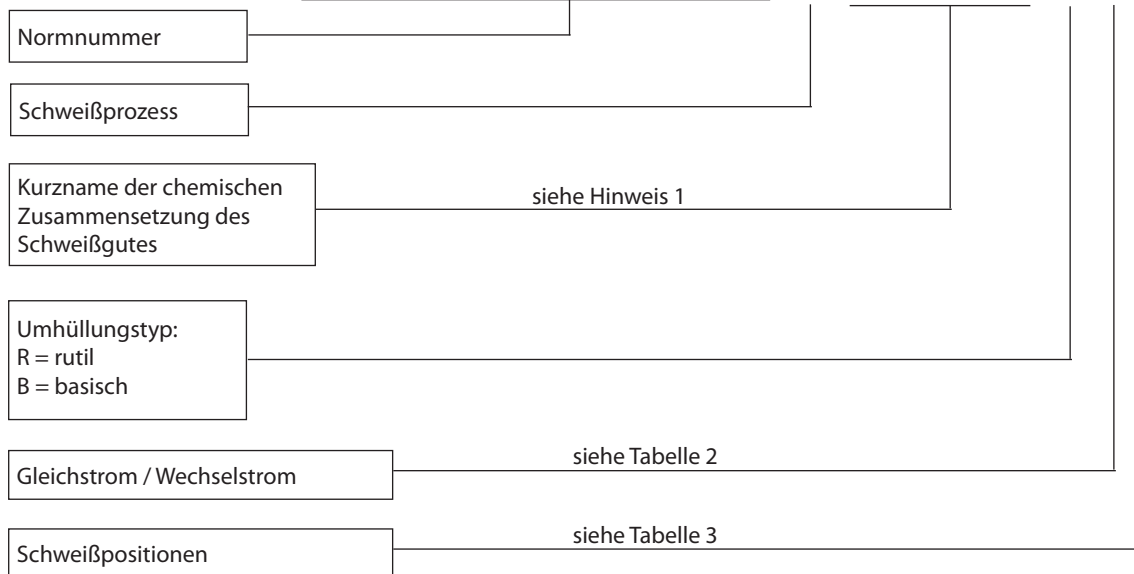 Normnummer
Schweißprozess
Kurzname der chemischen
Zusammensetzung des
Schweißgutes
siehe Hinweis 1
Umhüllungstyp:
R = rutil
B = basisch
Gleichstrom / Wechselstrom
siehe Tabelle 2
Schweißpositionen
siehe Tabelle 3